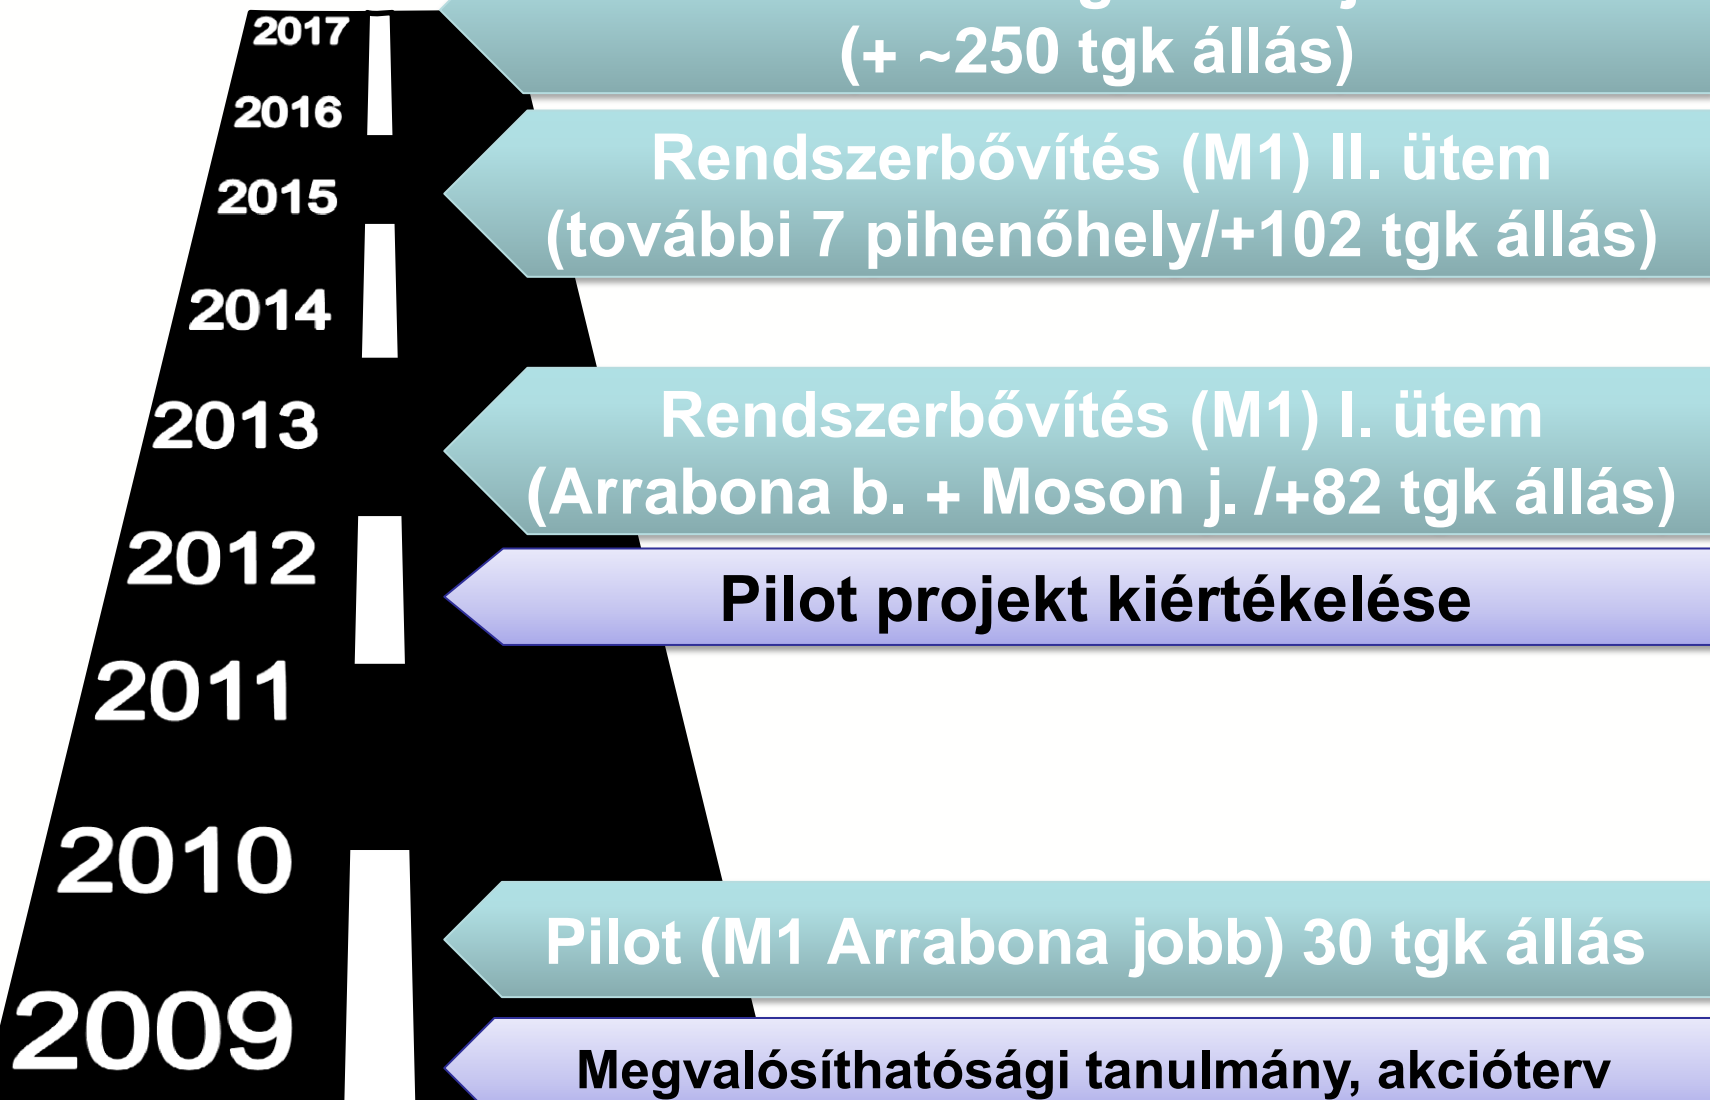 2017
(+ ~250 tgk állás)
2016
Rendszerbővítés (M1) II. ütem
2015
(további 7 pihenőhely/+102 tgk állás)
2014
2013
Rendszerbővítés (M1) I. ütem
(Arrabona b. + Moson j. /+82 tgk állás)
2012
Pilot projekt kiértékelése
2011
2010
Pilot (M1 Arrabona jobb) 30 tgk állás
2009
Megvalósíthatósági tanulmány, akcióterv